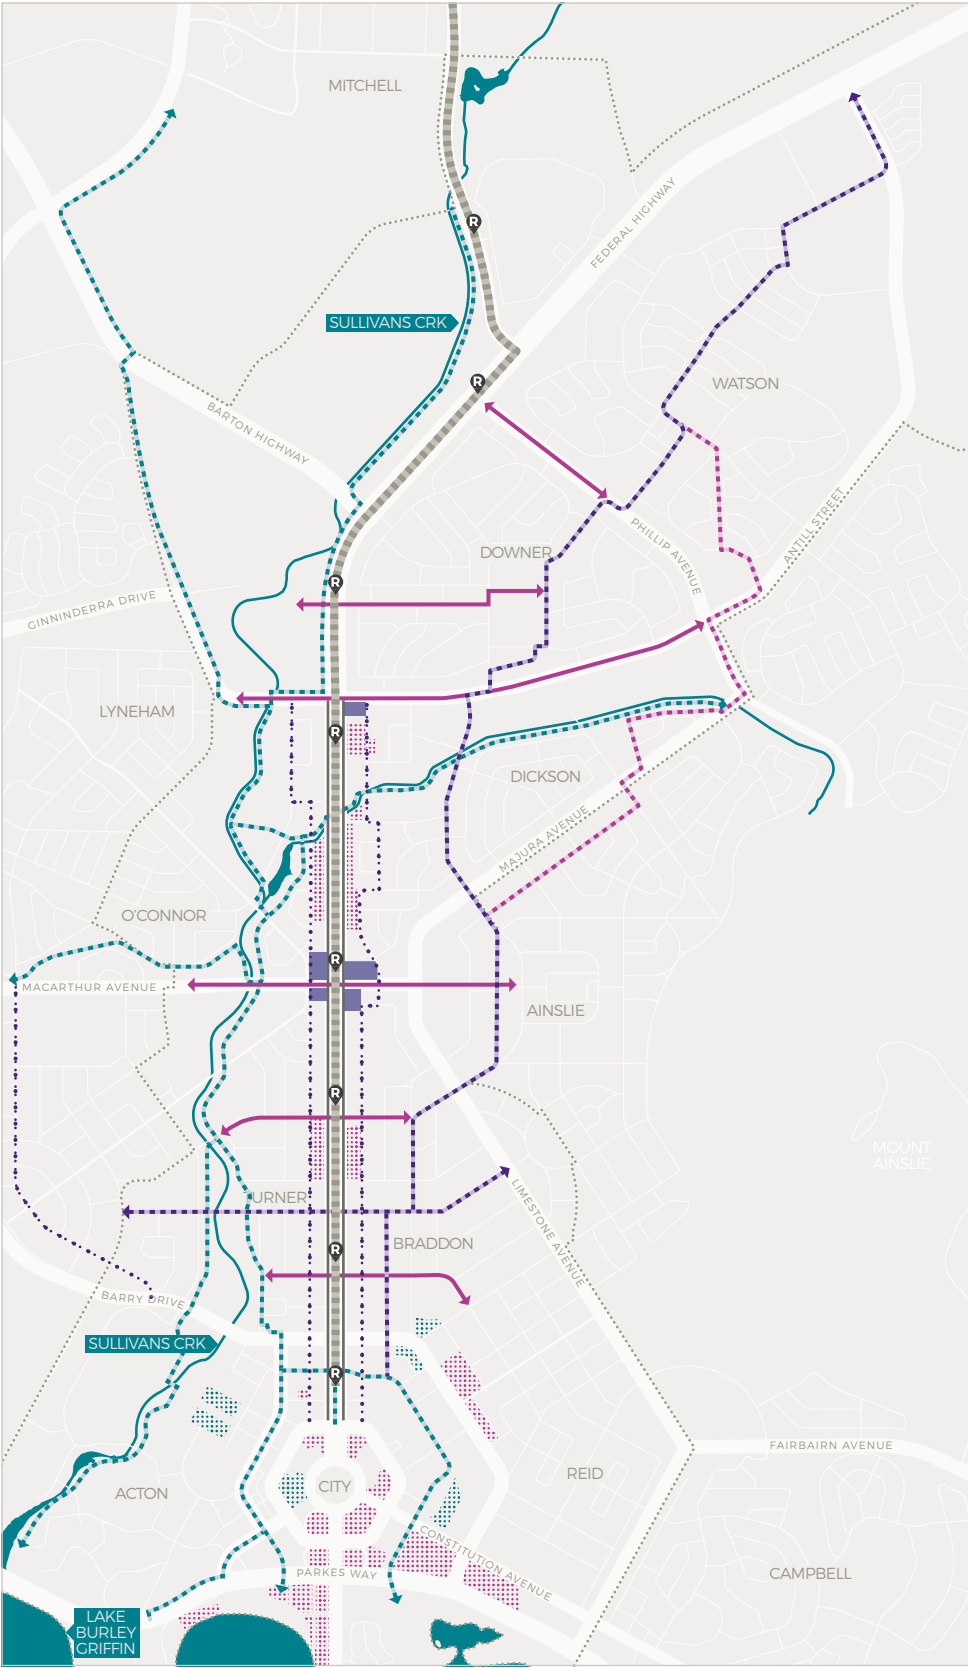 MITCHELL
R
FEDERAL HIGHWAY
SULLIVANS CRK
R
WATSON
BARTON HIGHWAY
ANTILL STREET
PHILLIP AVENUE
DOWNER
R
GINNINDERRA DRIVE
LYNEHAM
R
DICKSON
MAJURA AVENUE
O'CONNOR
R
MACARTHUR AVENUE
AINSLIE
R
MOUNT
AINSLIE
URNER
LIMESTONE AVENUE
R
BRADDON
BARRY DRIVE
SULLIVANS CRK
R
FAIRBAIRN AVENUE
REID
CITY
ACTON
CONSTITUTION AVENUE
PARKES WAY
CAMPBELL
LAKE
BURLEY
GRIFFIN